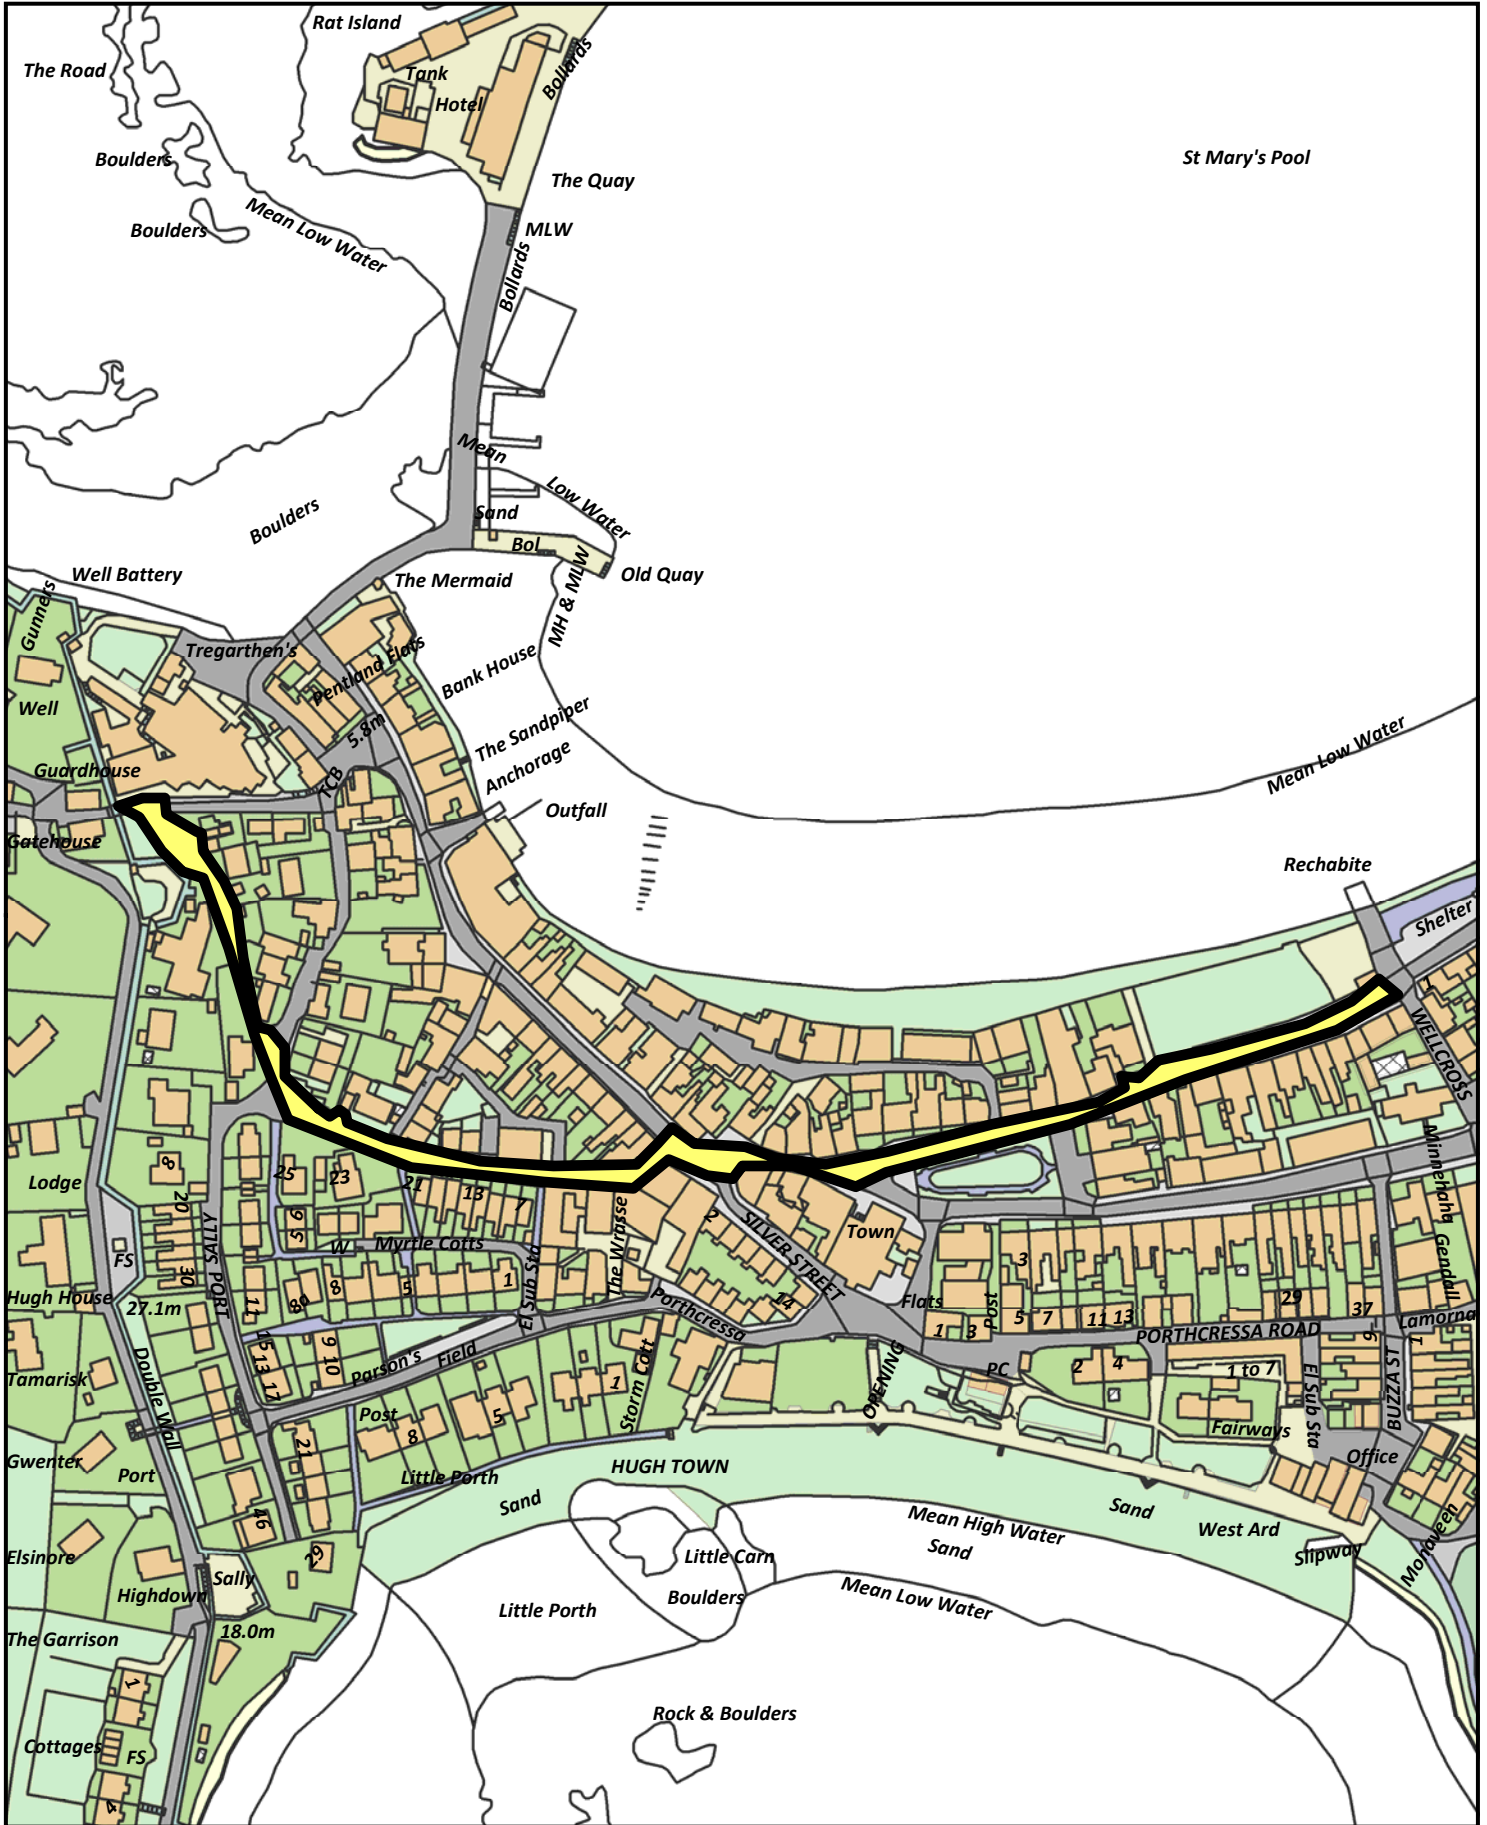 Rat Island
The Road
Tank
Bollards
Hotel
St Mary's Pool
Boulders
The Quay
Mean Low Water
Boulders
MLW
Bollards
Mean
Low Water
Sand
Boulders
Bol
Well Battery
The Mermaid
Old Quay
MH & MLW
Gunners
Tregarthen's
Pentland Flats
Bank House
Well
5.8m
The Sandpiper
Mean Low Water
Anchorage
Guardhouse
TCB
Outfall
Gatehouse
Rechabite
Shelter
1
WELLCROSS
Minnehaha
8
25
23
21
13
7
Lodge
20
SALLY PORT
9
5
2
The Wrasse
SILVER STREET
Town
FS
W
Myrtle Cotts
El Sub Sta
3
Gendall
30
Hugh House
27.1m
11
8a
8
5
1
Porthcressa
14
Flats
Post
29
37
Lamorna
1
3
5
7
11
13
PORTHCRESSA ROAD
9
1
15
13
11
9
10
Parson's
Field
Double Wall
Tamarisk
1
Storm Cott
OPENING
PC
2
4
1 to 7
El Sub Sta
BUZZA ST
Post
8
5
21
Fairways
Office
Gwenter
Port
Little Porth
HUGH TOWN
46
Sand
Sand
Mean High Water
West Ard
Sand
Slipway
Monaveen
Elsinore
29
Little Carn
Sally
Highdown
Boulders
Mean Low Water
Little Porth
18.0m
The Garrison
1
Rock & Boulders
Cottages
FS
4